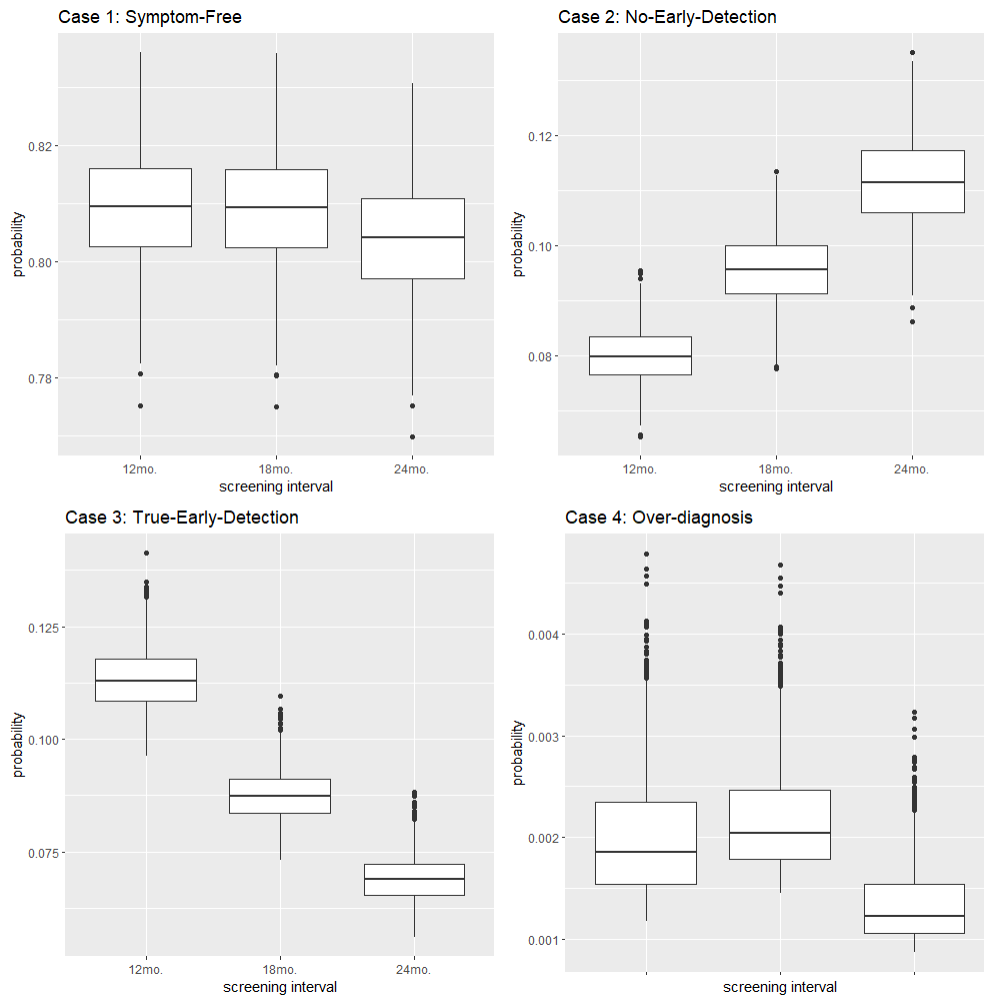 Case 1: Symptom-Free
0.82
0.80
0.78
probability
12mo. 18mo. 24mo.
screening interval
Case 2: No-Early-Detection
0.12
0.10
0.08
probability
12mo. 18mo. 24mo.
screening interval
Case 3: True-Early-Detection
0.125
0.100
0.075
probability
12mo. 18mo. 24mo.
screening interval
Case 4: Over-diagnosis
0.004
0.003
0.002
0.001
probability
screening interval